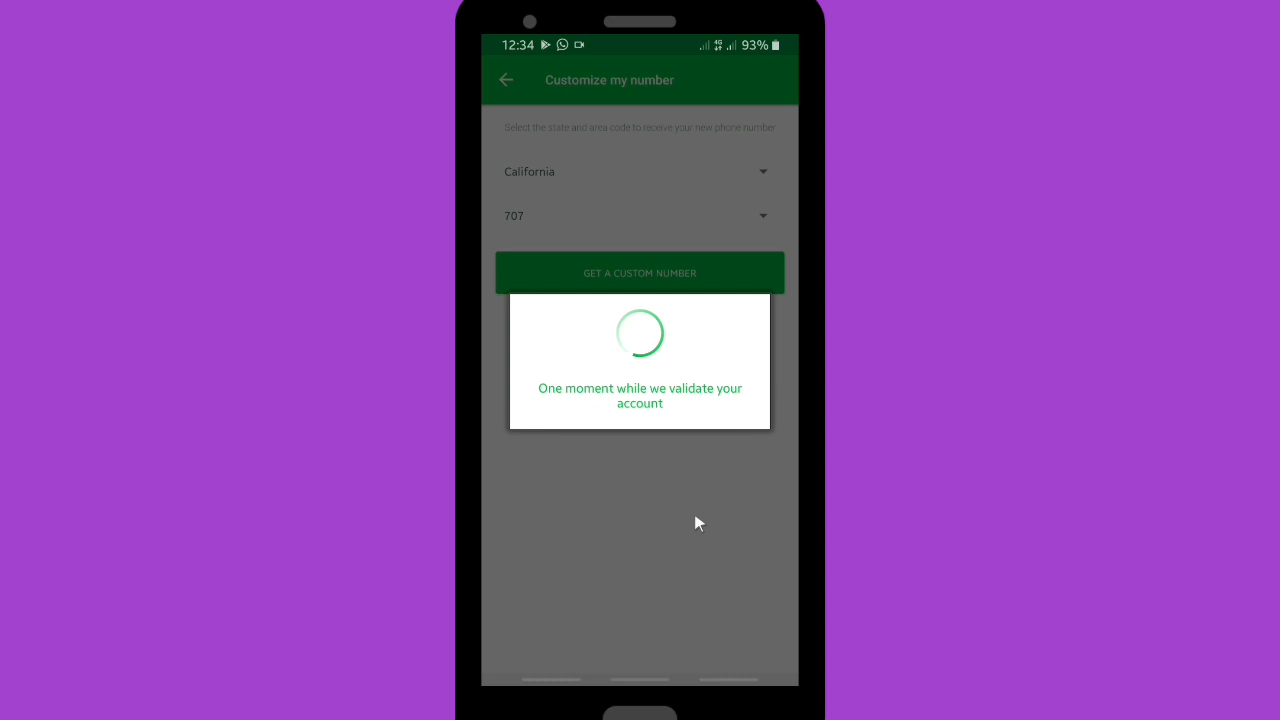 12:34 4G 93%
Customize my number
Select the state and area code to receive your new phone number
California
707
GET A CUSTOM NUMBER
One moment while we validate your
account